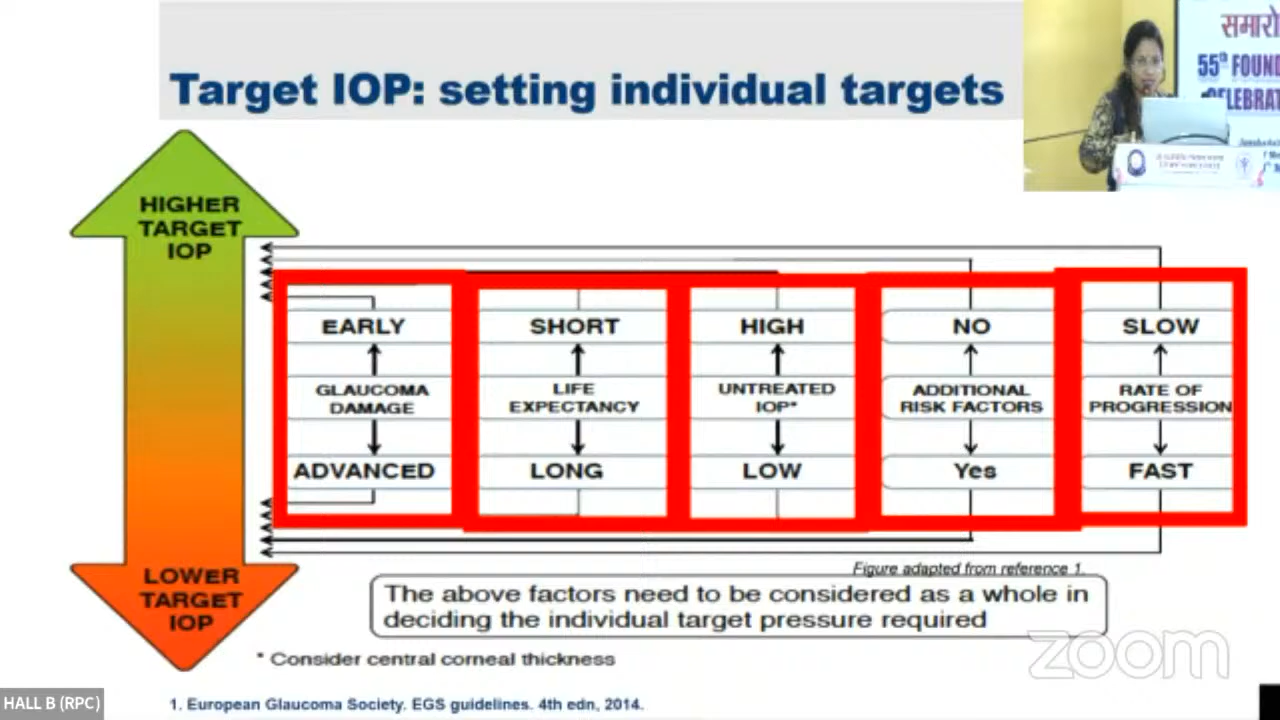 Target IOP: setting individual targets
समारो
55th FOUND
CELEBRAT
HIGHER
TARGET
IOP
EARLY
SHORT
HIGH
NO
SLOW
GLAUCOMA
DAMAGE
LIFE
EXPECTANCY
UNTREATED
IOP*
ADDITIONAL
RISK FACTORS
RATE OF
PROGRESSION
ADVANCED
LONG
LOW
Yes
FAST
LOWER
TARGET
IOP
Figure adapted from reference 1.
The above factors need to be considered as a whole in
deciding the individual target pressure required
* Consider central corneal thickness
zoom
HALL B (RPC)
1. European Glaucoma Society. EGS guidelines. 4th edn, 2014.